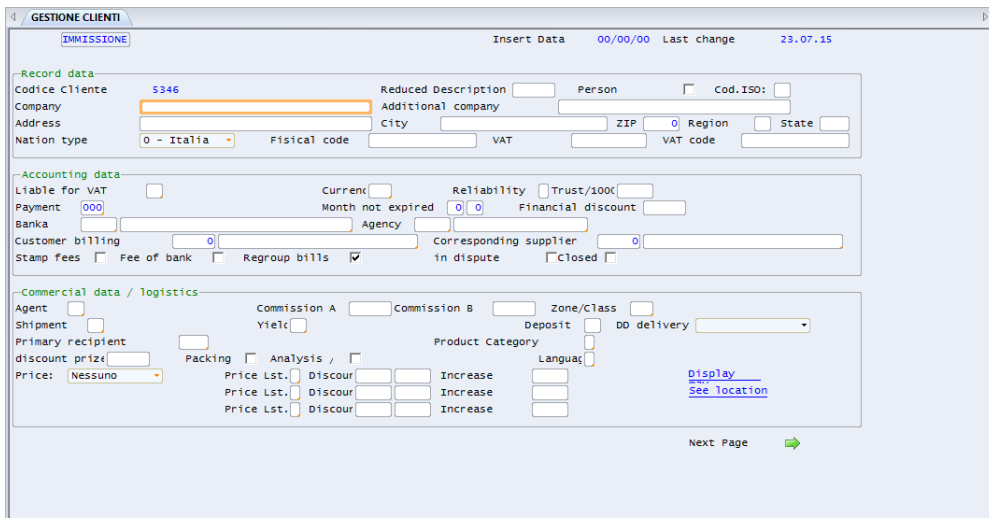 GESTIONE CLIENTI
IMMISSIONE Insert Data 00/00/00 Last change 23.07.15
Record data
Codice Cliente 5346 Reduced Description Person Cod.ISO:
Company Additional company
Address City ZIP 0 Region State
Nation type 0 - Italia Fisical code VAT VAT code
Accounting data
Liable for VAT Currenc Reliability Trust/1000
Payment 000 Month not expired 0 0 Financial discount
Banka Agency
Customer billing 0 Corresponding supplier 0
Stamp fees Fee of bank Regroup bills in dispute Closed
Commercial data / logistics
Agent Commission A Commission B Zone/Class
Shipment Yield Deposit DD delivery
Primary recipient Product Category
discount prize Packing Analysis / Languag
Price: Nessuno Price Lst. Discour Increase Display
Price Lst. Discour Increase See location
Price Lst. Discour Increase
Next Page